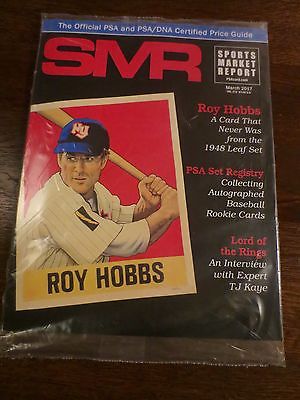 The Official PSA and PSA/DNA Certified Price Guide
SMR
SPORTS
MARKET
REPORT
PSAcard.com
March 2017
Roy Hobbs
A Card That
Never Was
from the
1948 Leaf Set
PSA Set Registry
Collecting
Autographed
Baseball
Rookie Cards
Lord of
the Rings
An Interview
with Expert
TJ Kaye
ROY HOBBS